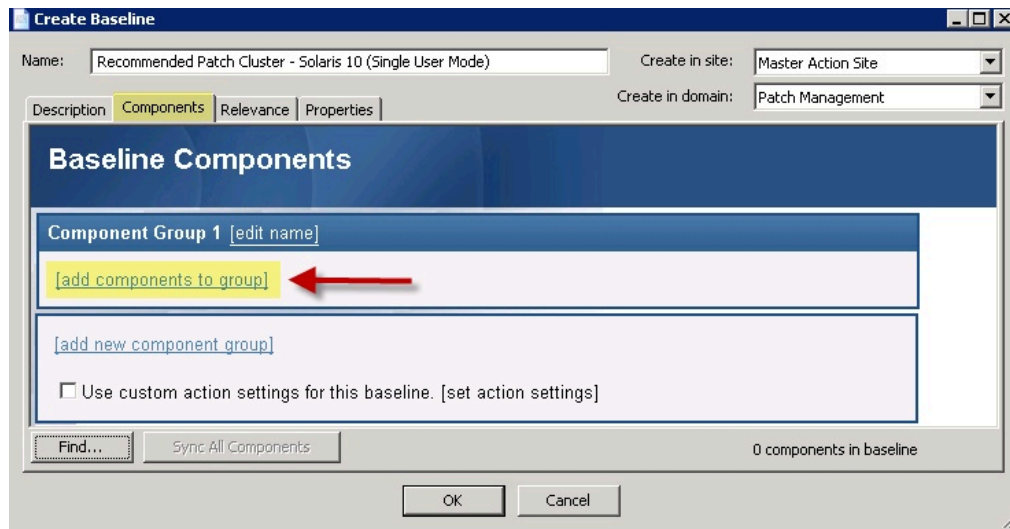 Create Baseline
Name: Recommended Patch Cluster - Solaris 10 (Single User Mode) Create in site: Master Action Site
Create in domain: Patch Management
Description Components Relevance Properties
Baseline Components
Component Group 1 [edit name]
[add components to group]
[add new component group]
Use custom action settings for this baseline. [set action settings]
Find... Sync All Components 0 components in baseline
OK Cancel